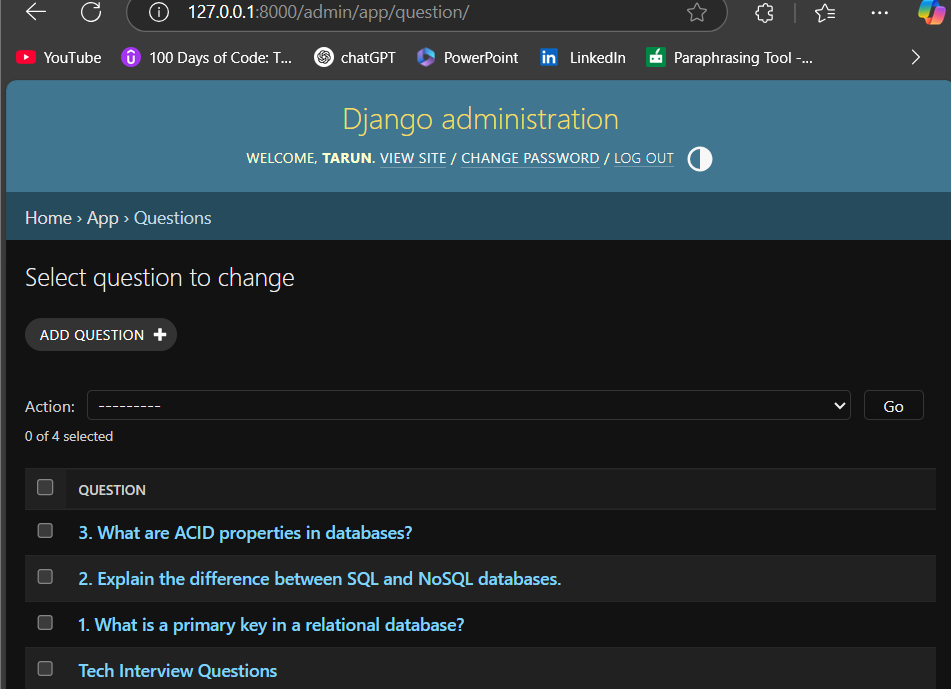 127.0.0.1:8000/admin/app/question/
YouTube 100 Days of Code: T... chatGPT PowerPoint LinkedIn Paraphrasing Tool -...
Django administration
WELCOME, TARUN. VIEW SITE / CHANGE PASSWORD / LOG OUT
Home › App › Questions
Select question to change
ADD QUESTION
Action: --------- Go
0 of 4 selected
QUESTION
3. What are ACID properties in databases?
2. Explain the difference between SQL and NoSQL databases.
1. What is a primary key in a relational database?
Tech Interview Questions